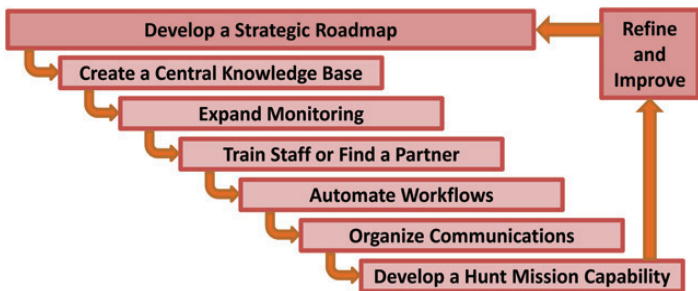 Develop a Strategic Roadmap
Refine
and
Improve
Create a Central Knowledge Base
Expand Monitoring
Train Staff or Find a Partner
Automate Workflows
Organize Communications
Develop a Hunt Mission Capability